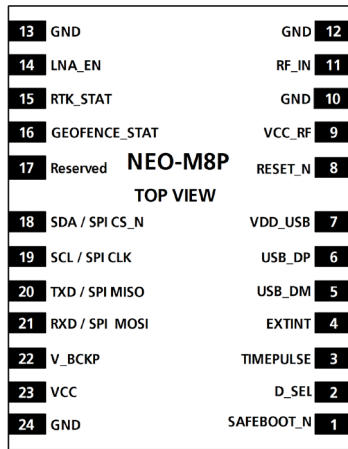 13 GND GND 12
14 LNA_EN RF_IN 11
15 RTK_STAT GND 10
16 GEOFENCE_STAT VCC_RF 9
17 Reserved NEO-M8P RESET_N 8
TOP VIEW
18 SDA / SPI CS_N VDD_USB 7
19 SCL / SPI CLK USB_DP 6
20 TXD / SPI MISO USB_DM 5
21 RXD / SPI MOSI EXTINT 4
22 V_BCKP TIMEPULSE 3
23 VCC D_SEL 2
24 GND SAFEBOOT_N 1